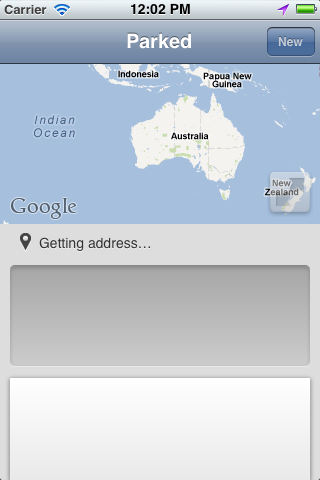 Carrier 12:02 PM
Parked
New
Indonesia
Papua New
Guinea
Indian
Ocean
Australia
New
Zealand
Google
Getting address…